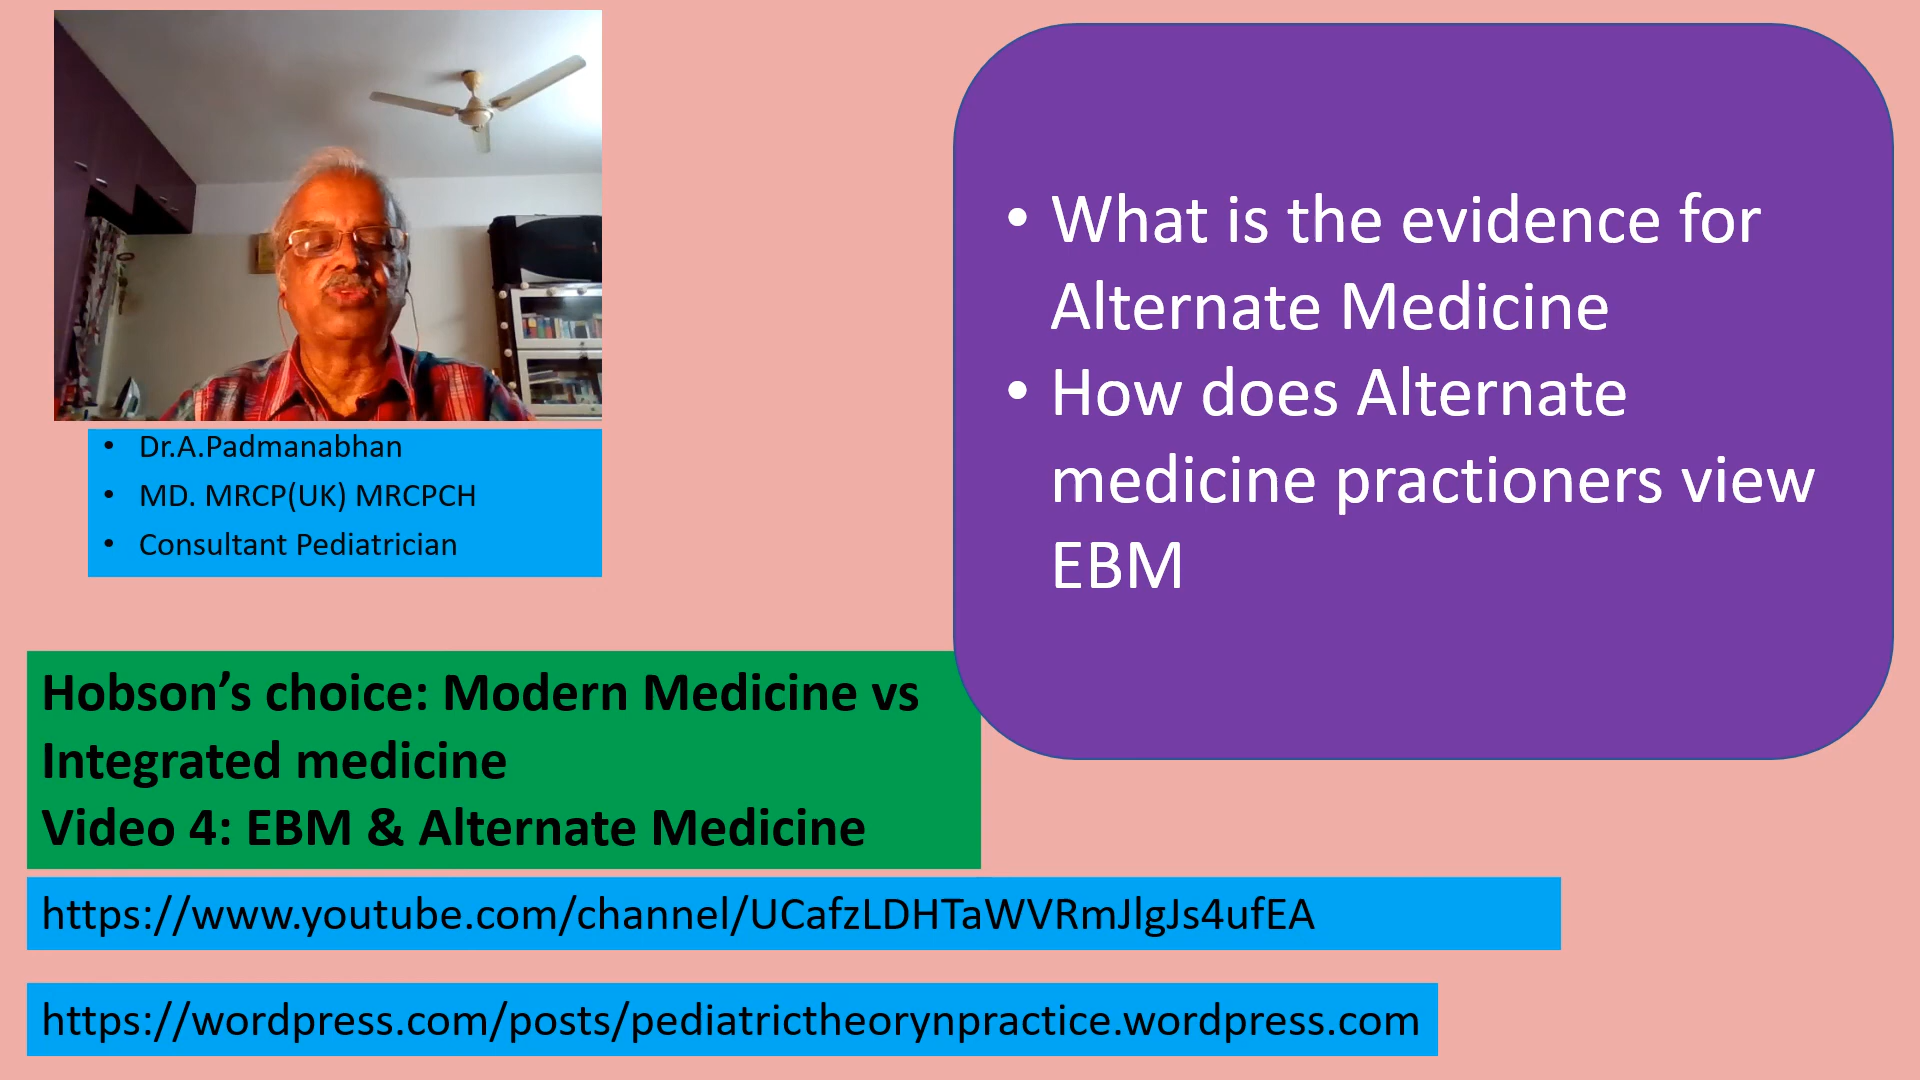 • Dr.A.Padmanabhan
• MD. MRCP(UK) MRCPCH
• Consultant Pediatrician
• What is the evidence for
Alternate Medicine
• How does Alternate
medicine practioners view
EBM
Hobson’s choice: Modern Medicine vs
Integrated medicine
Video 4: EBM & Alternate Medicine
https://www.youtube.com/channel/UCafzLDHTaWVRmJlgJs4ufEA
https://wordpress.com/posts/pediatrictheorynpractice.wordpress.com